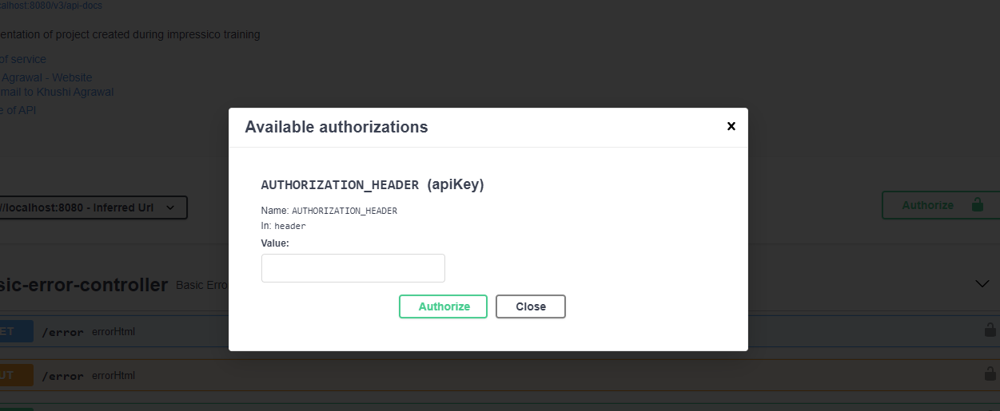 alhost:8080/v3/api-docs
entation of project created during impressico training
of service
Agrawal - Website
mail to Khushi Agrawal
e of API
Available authorizations
x
AUTHORIZATION_HEADER (apiKey)
Name: AUTHORIZATION_HEADER
In: header
Value:
Authorize Close
//localhost:8080 - Inferred Url
Authorize
sic-error-controller Basic Erro
ET /error errorHtml
UT /error errorHtml